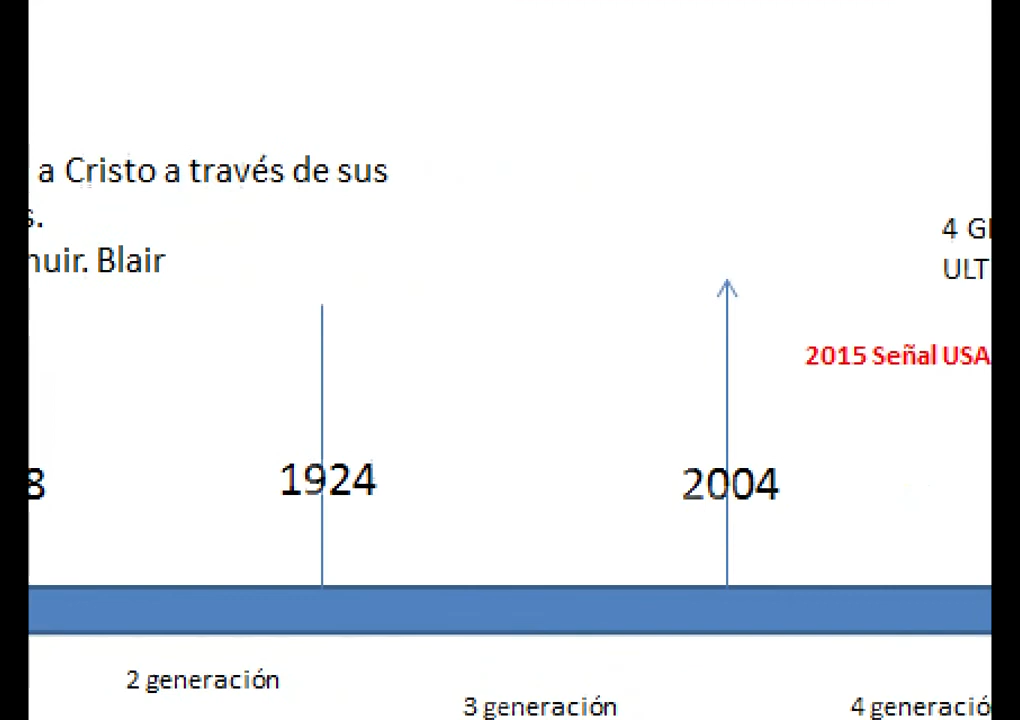 a Cristo a través de sus
s.
nuir. Blair
4 G
ULT
2015 Señal USA
8
1924
2004
2 generación
3 generación
4 generació